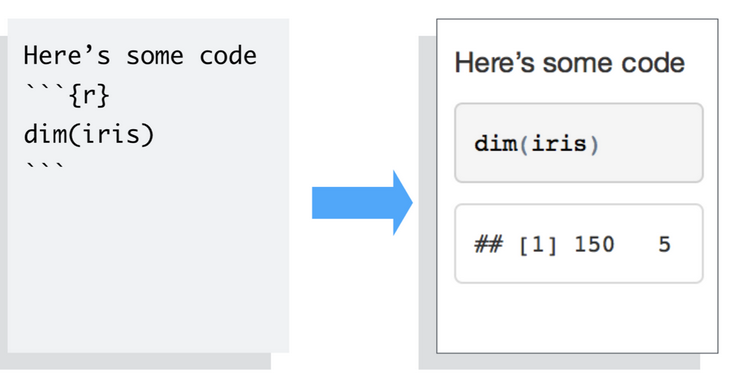 Here’s some code
```{r}
dim(iris)
```
Here’s some code
dim(iris)
## [1] 150   5